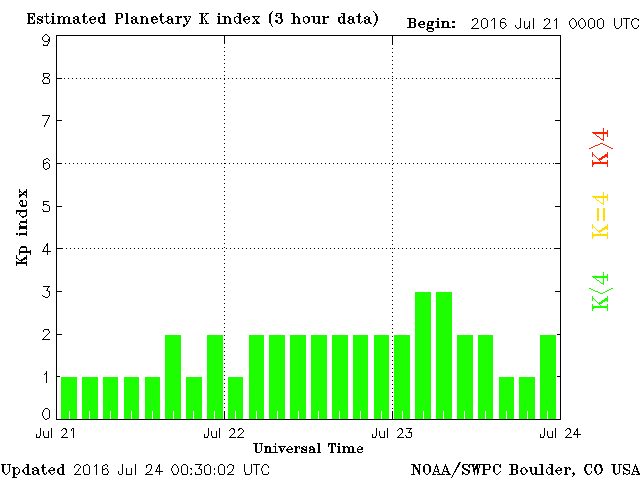 Estimated Planetary K index (3 hour data)
Begin: 2016 Jul 21 0000 UTC
9
8
7
6
5
4
3
2
1
0
Kp index
K>4
K=4
K<4
Jul 21
Jul 22
Jul 23
Jul 24
Universal Time
Updated 2016 Jul 24 00:30:02 UTC
NOAA/SWPC Boulder, CO USA